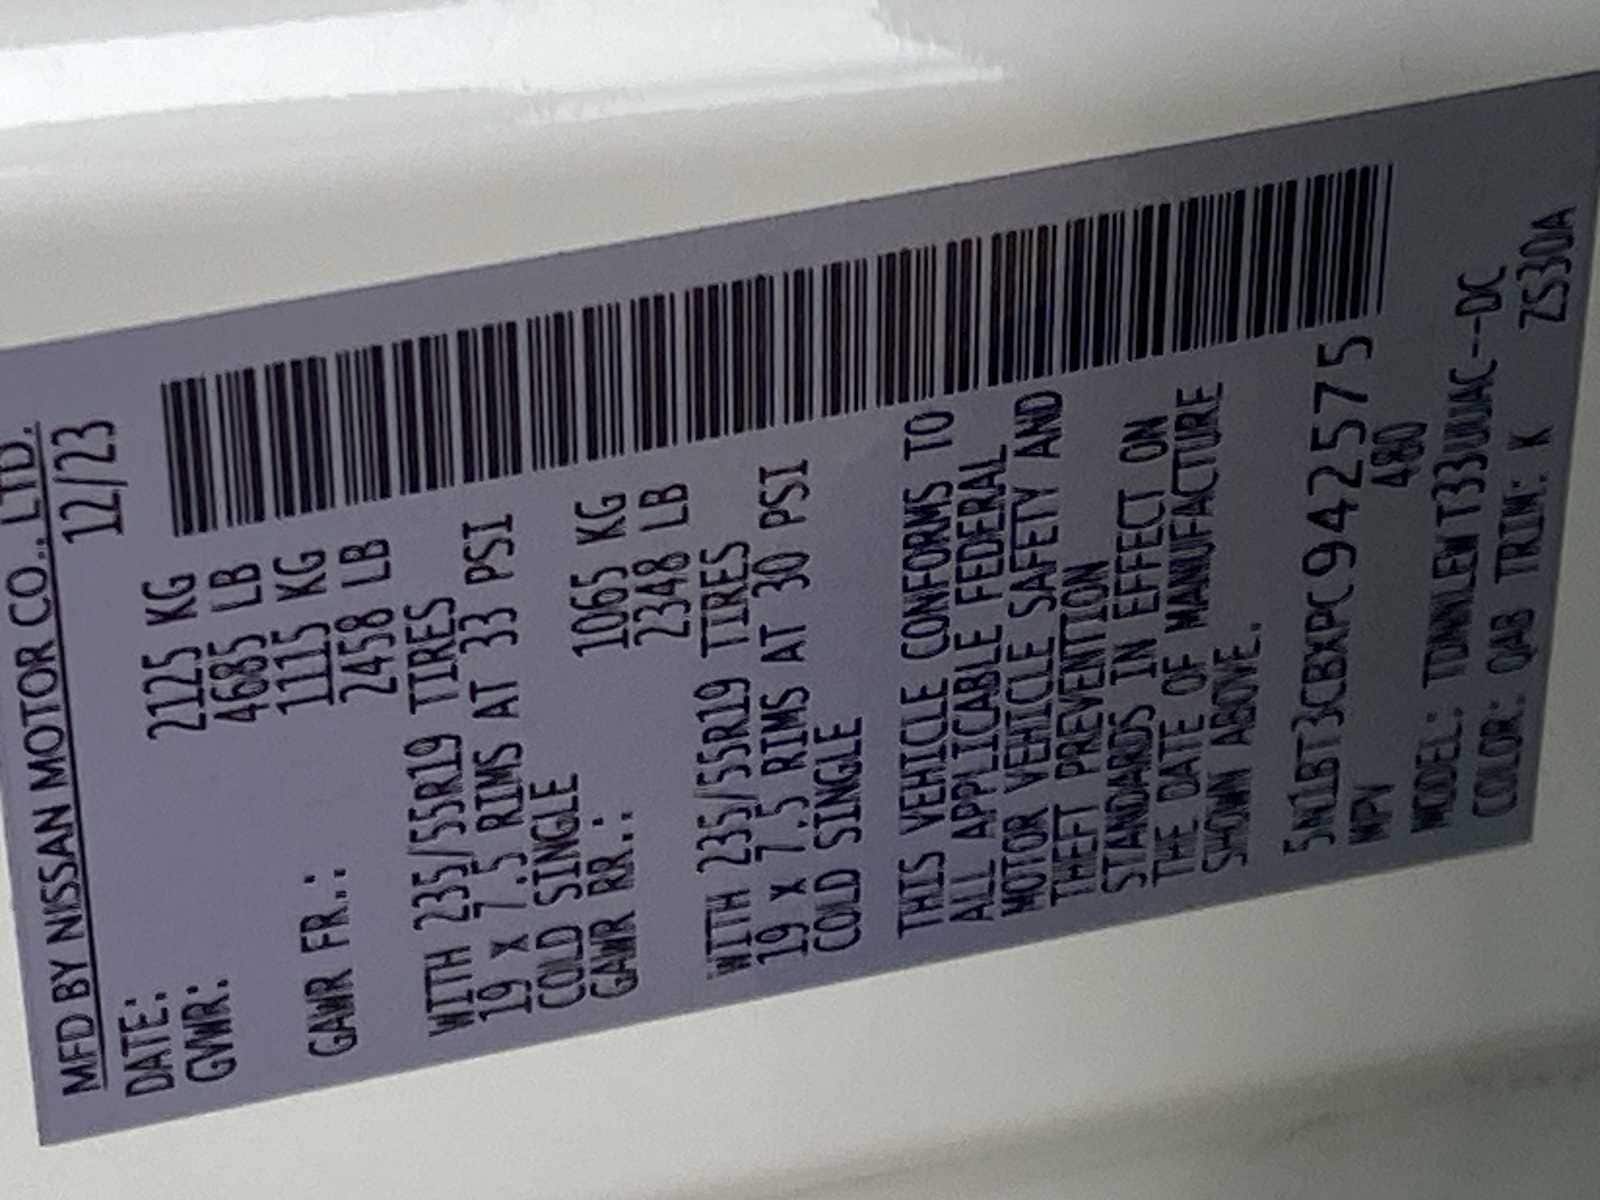 MFD BY NISSAN MOTOR CO., LTD.
DATE: 12/23
GVWR: 2125 KG
4685 LB
GAWR FR.: 1115 KG
2458 LB
WITH 235/55R19 TIRES
19 x 7.5 RIMS AT 33 PSI
COLD SINGLE
GAWR RR.: 1065 KG
2348 LB
WITH 235/55R19 TIRES
19 x 7.5 RIMS AT 30 PSI
COLD SINGLE
THIS VEHICLE CONFORMS TO
ALL APPLICABLE FEDERAL
MOTOR VEHICLE SAFETY AND
THEFT PREVENTION
STANDARDS IN EFFECT ON
THE DATE OF MANUFACTURE
SHOWN ABOVE.
5N1BT3CBXPC942575
MPV 480
MODEL: TDNNLEWT33UUAC--DC
COLOR: QAB TRIM: K ZS30A